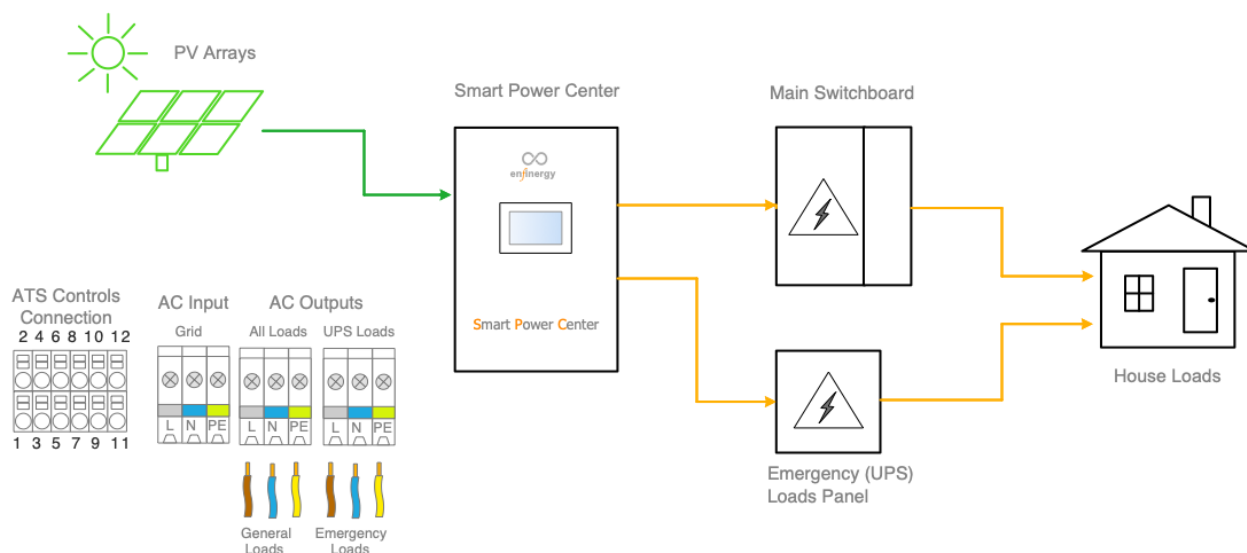 PV Arrays
Smart Power Center
Main Switchboard
enfinergy
Smart Power Center
ATS Controls
Connection
2 4 6 8 10 12
1 3 5 7 9 11
AC Input
Grid
L N PE
AC Outputs
All Loads
UPS Loads
L N PE
L N PE
General
Loads
Emergency
Loads
Emergency (UPS)
Loads Panel
House Loads